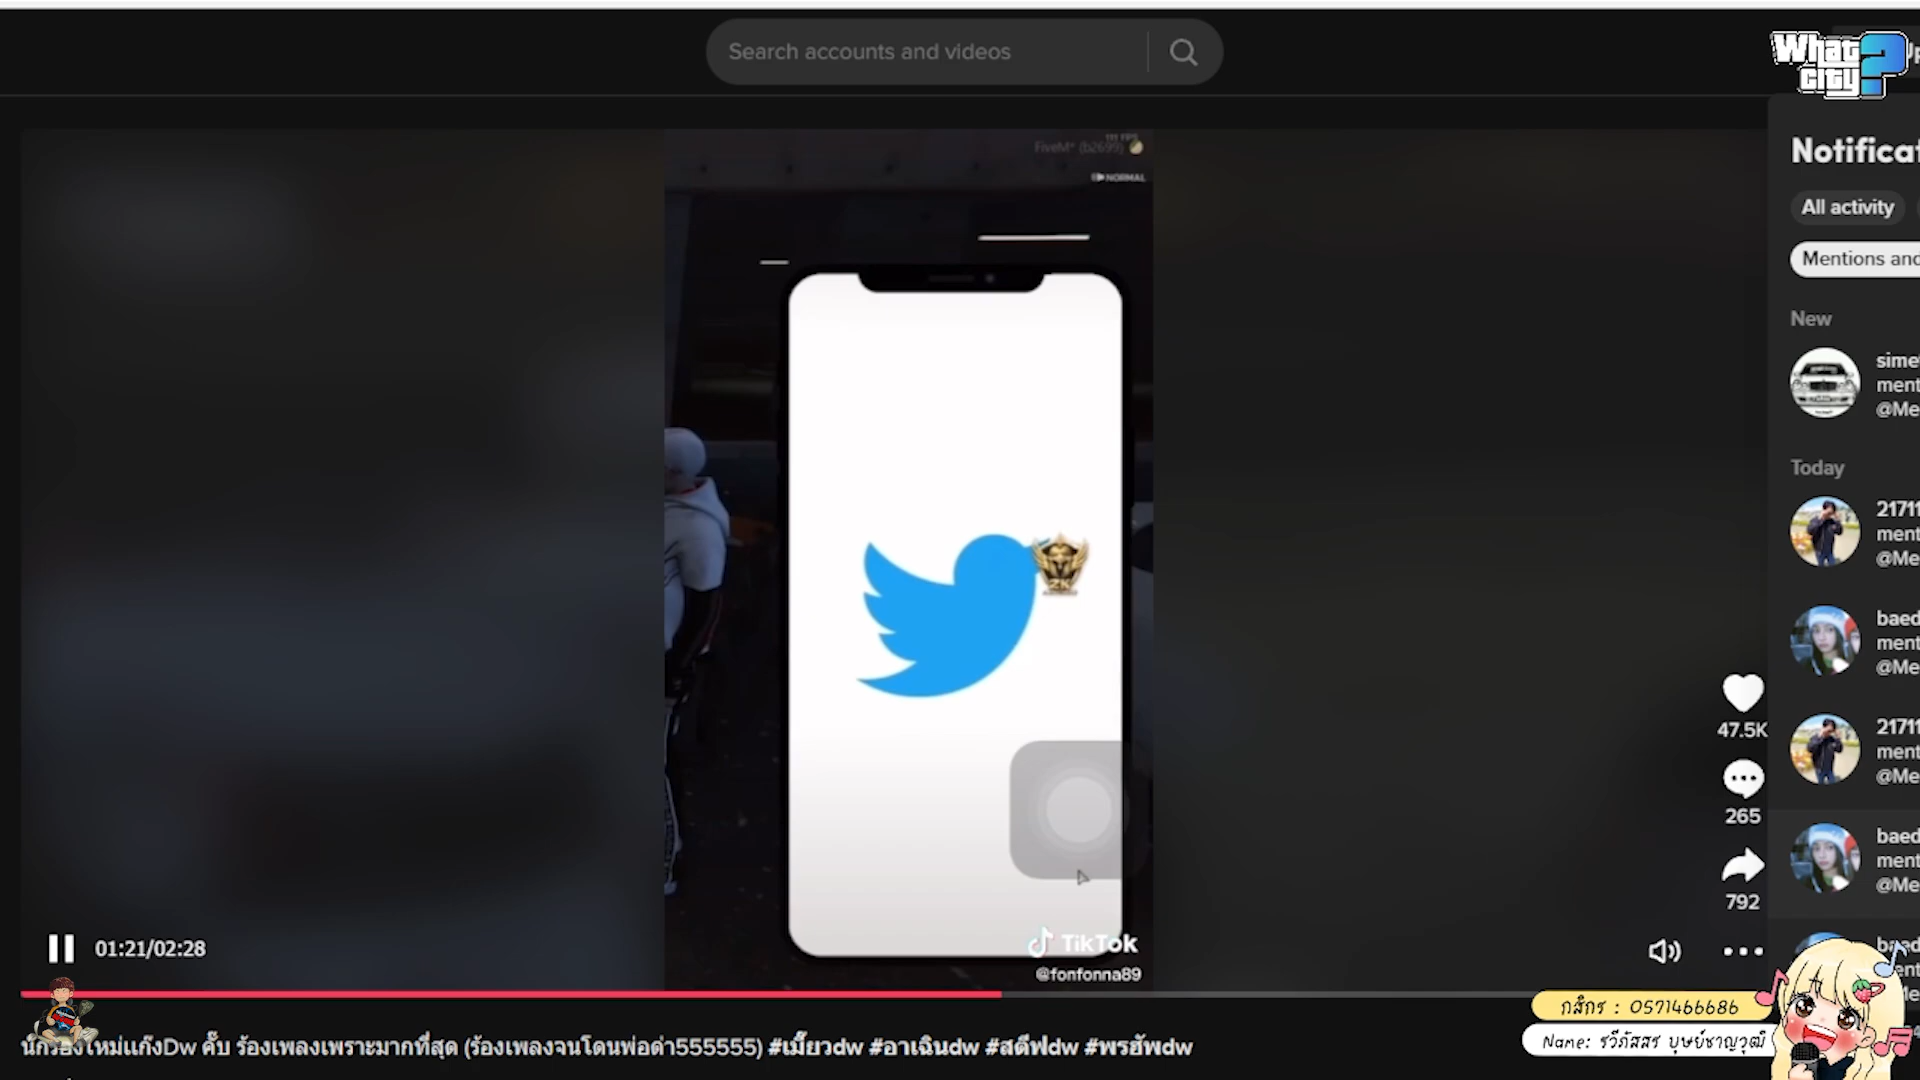 Search accounts and videos
What? City
111 FPS
FiveM* (b2699)
NORMAL
All activity
New
Today
2K
47.5K
265
792
TikTok
@fonfonna89
01:21/02:28
กสิกร : 0571466686
Name: รวีภัสสร บุษย์ชาญวุฒิ
นักร้องใหม่แก๊งDw คั๊บ ร้องเพลงเพราะมากที่สุด (ร้องเพลงจนโดนพ่อด่า555555) #เมี๊ยวdw #อาเฉินdw #สตีฟdw #พรฮัพdw